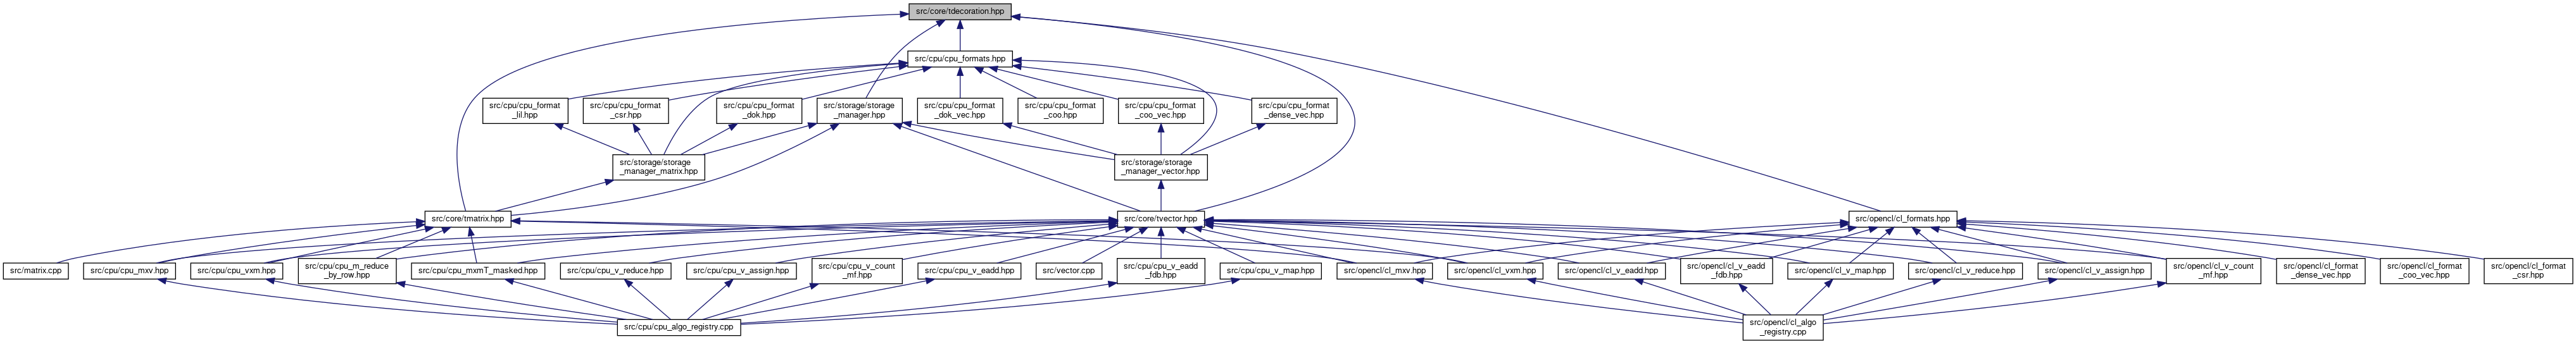 src/core/tdecoration.hpp
src/cpu/cpu_formats.hpp
src/cpu/cpu_format
_lil.hpp
src/cpu/cpu_format
_csr.hpp
src/cpu/cpu_format
_dok.hpp
src/storage/storage
_manager.hpp
src/cpu/cpu_format
_dok_vec.hpp
src/cpu/cpu_format
_coo.hpp
src/cpu/cpu_format
_coo_vec.hpp
src/cpu/cpu_format
_dense_vec.hpp
src/storage/storage
_manager_matrix.hpp
src/storage/storage
_manager_vector.hpp
src/core/tmatrix.hpp
src/core/tvector.hpp
src/opencl/cl_formats.hpp
src/matrix.cpp
src/cpu/cpu_mxv.hpp
src/cpu/cpu_vxm.hpp
src/cpu/cpu_m_reduce
_by_row.hpp
src/cpu/cpu_mxmT_masked.hpp
src/cpu/cpu_v_reduce.hpp
src/cpu/cpu_v_assign.hpp
src/cpu/cpu_v_count
_mf.hpp
src/cpu/cpu_v_eadd.hpp
src/vector.cpp
src/cpu/cpu_v_eadd
_fdb.hpp
src/cpu/cpu_v_map.hpp
src/opencl/cl_mxv.hpp
src/opencl/cl_vxm.hpp
src/opencl/cl_v_eadd.hpp
src/opencl/cl_v_eadd
_fdb.hpp
src/opencl/cl_v_map.hpp
src/opencl/cl_v_reduce.hpp
src/opencl/cl_v_assign.hpp
src/opencl/cl_v_count
_mf.hpp
src/opencl/cl_format
_dense_vec.hpp
src/opencl/cl_format
_coo_vec.hpp
src/opencl/cl_format
_csr.hpp
src/cpu/cpu_algo_registry.cpp
src/opencl/cl_algo
_registry.cpp